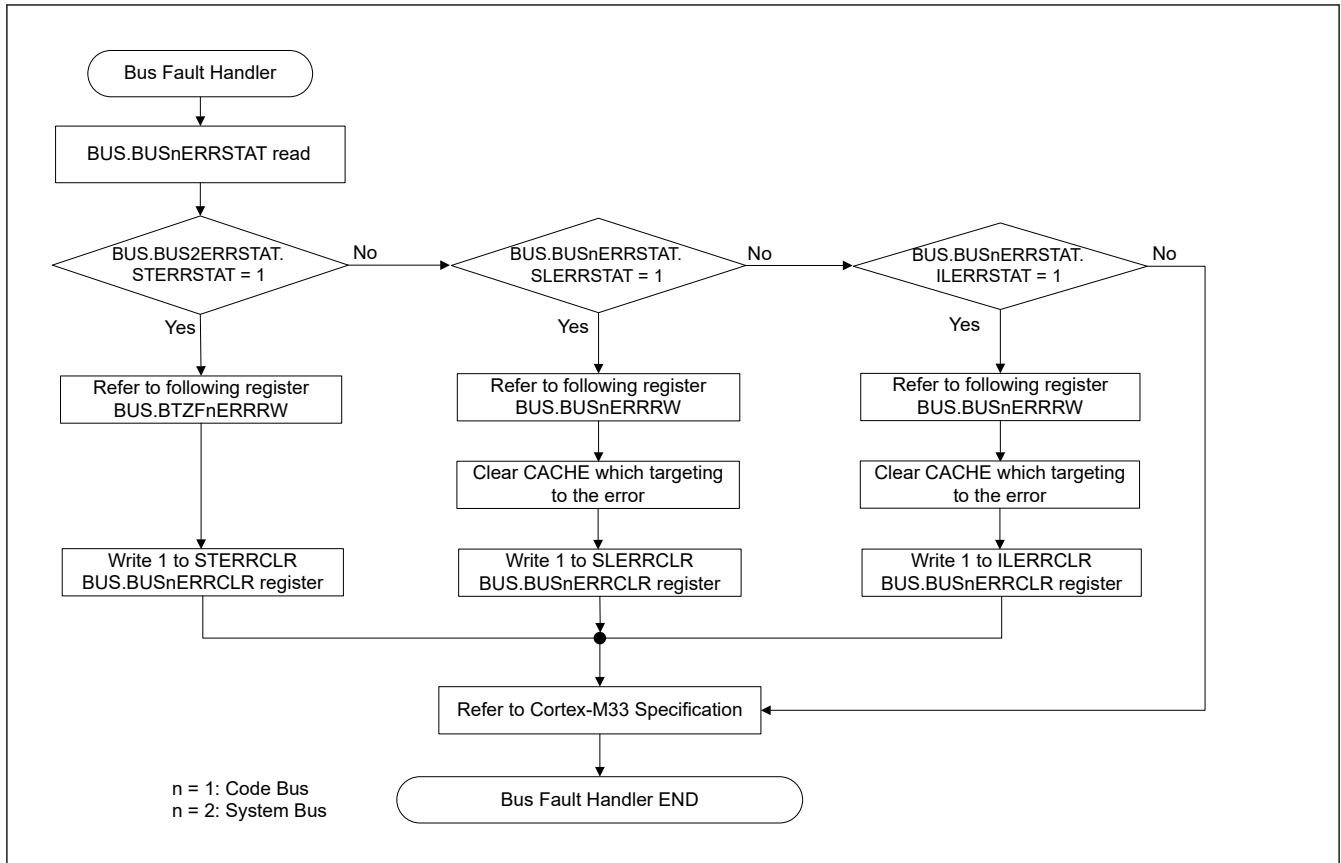 Bus Fault Handler
BUS.BUSnERRSTAT read
BUS.BUS2ERRSTAT.
STERRSTAT = 1
No
Yes
BUS.BUSnERRSTAT.
SLERRSTAT = 1
No
Yes
BUS.BUSnERRSTAT.
ILERRSTAT = 1
No
Yes
Refer to following register
BUS.BTZFnERRRW
Refer to following register
BUS.BUSnERRRW
Refer to following register
BUS.BUSnERRRW
Clear CACHE which targeting
to the error
Clear CACHE which targeting
to the error
Write 1 to STERRCLR
BUS.BUSnERRCLR register
Write 1 to SLERRCLR
BUS.BUSnERRCLR register
Write 1 to ILERRCLR
BUS.BUSnERRCLR register
Refer to Cortex-M33 Specification
n = 1: Code Bus
n = 2: System Bus
Bus Fault Handler END